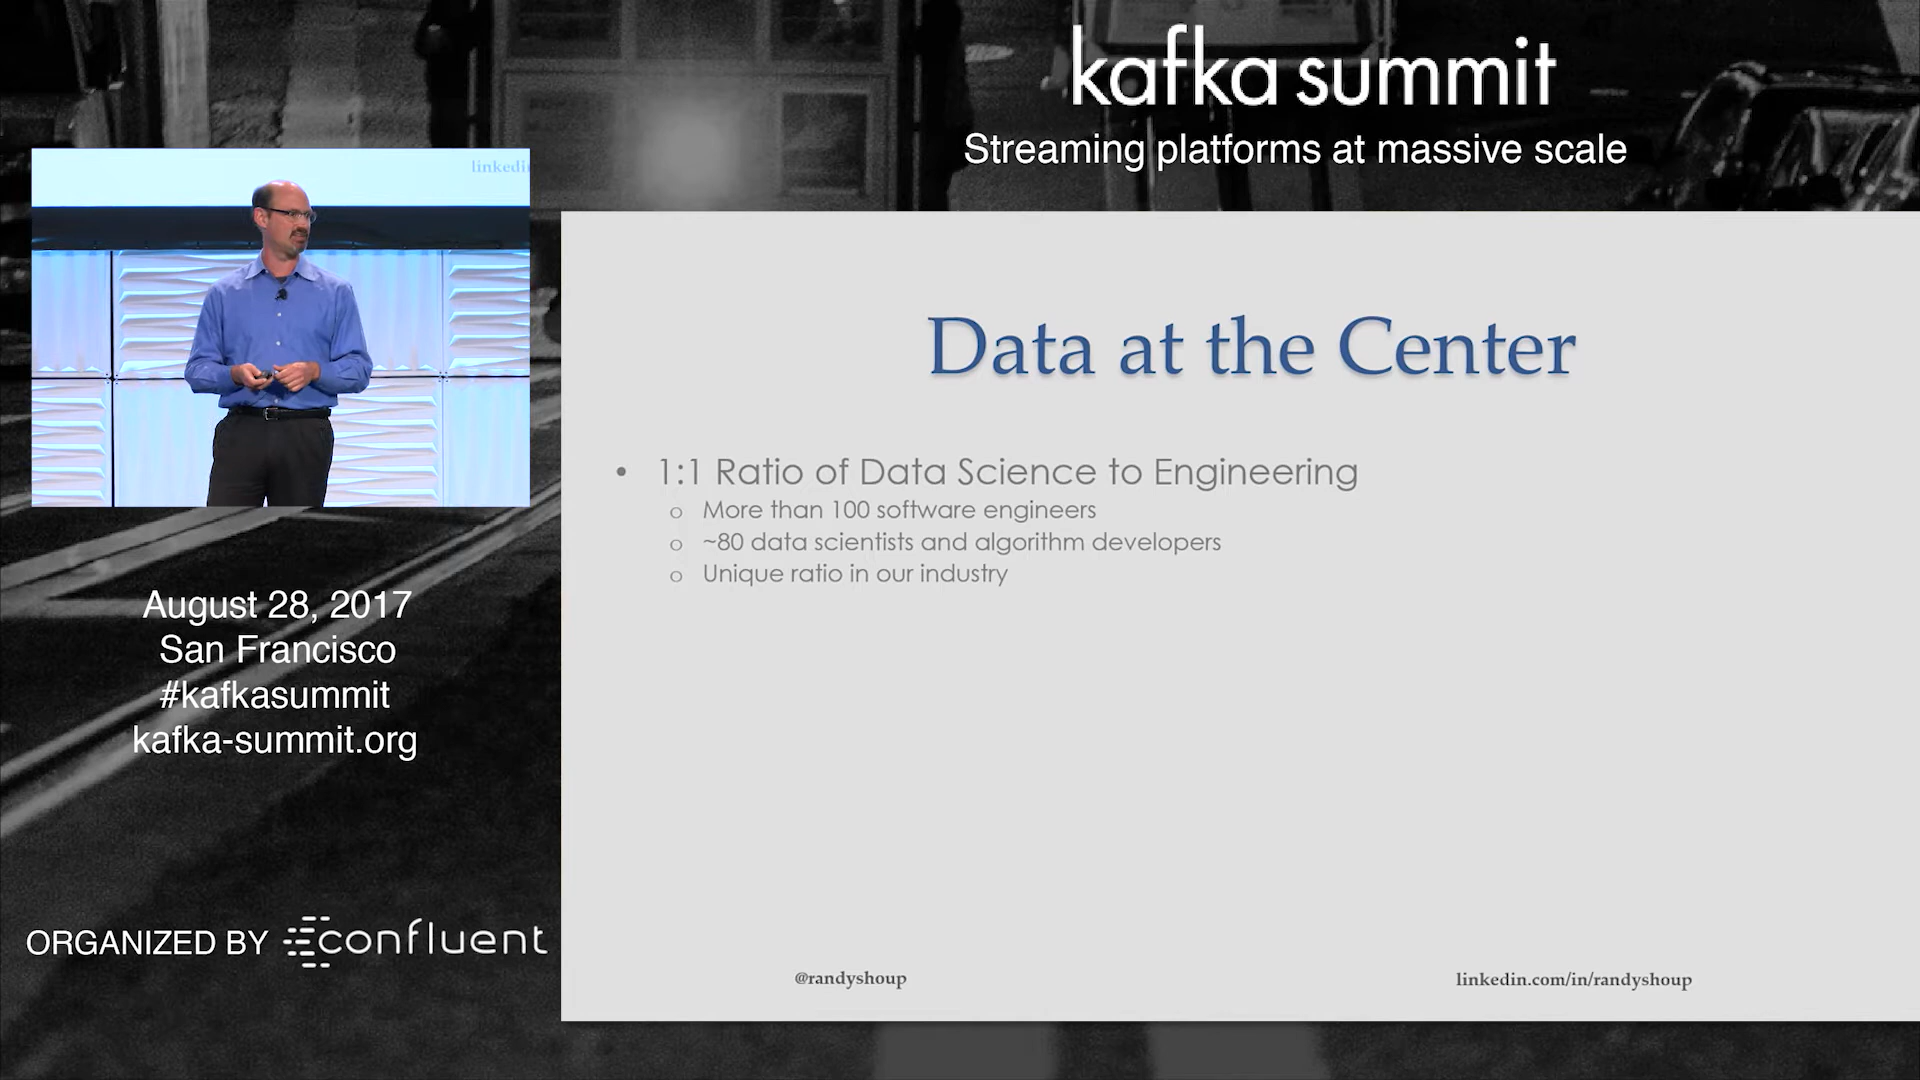 kafka summit
Streaming platforms at massive scale
linkedi
Data at the Center
• 1:1 Ratio of Data Science to Engineering
o More than 100 software engineers
o ~80 data scientists and algorithm developers
o Unique ratio in our industry
August 28, 2017
San Francisco
#kafkasummit
kafka-summit.org
ORGANIZED BY confluent
@randyshoup
linkedin.com/in/randyshoup